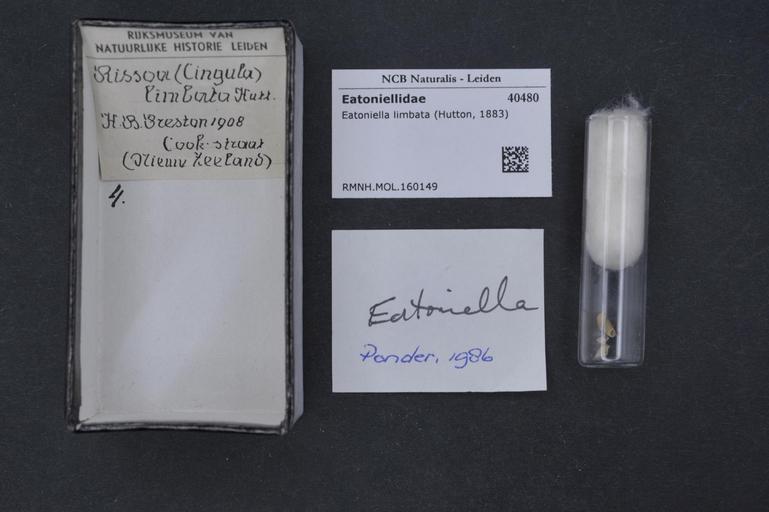 RIJKSMUSEUM VAN
NATUURLIJKE HISTORIE LEIDEN
Rissoa (Cingula)
limbata Hutt.
H.B. Preston 1908
Cook-straat
(Nieuw Zeeland)
4.
NCB Naturalis - Leiden
Eatoniellidae 40480
Eatoniella limbata (Hutton, 1883)
RMNH.MOL.160149
Eatoniella
Ponder, 1986